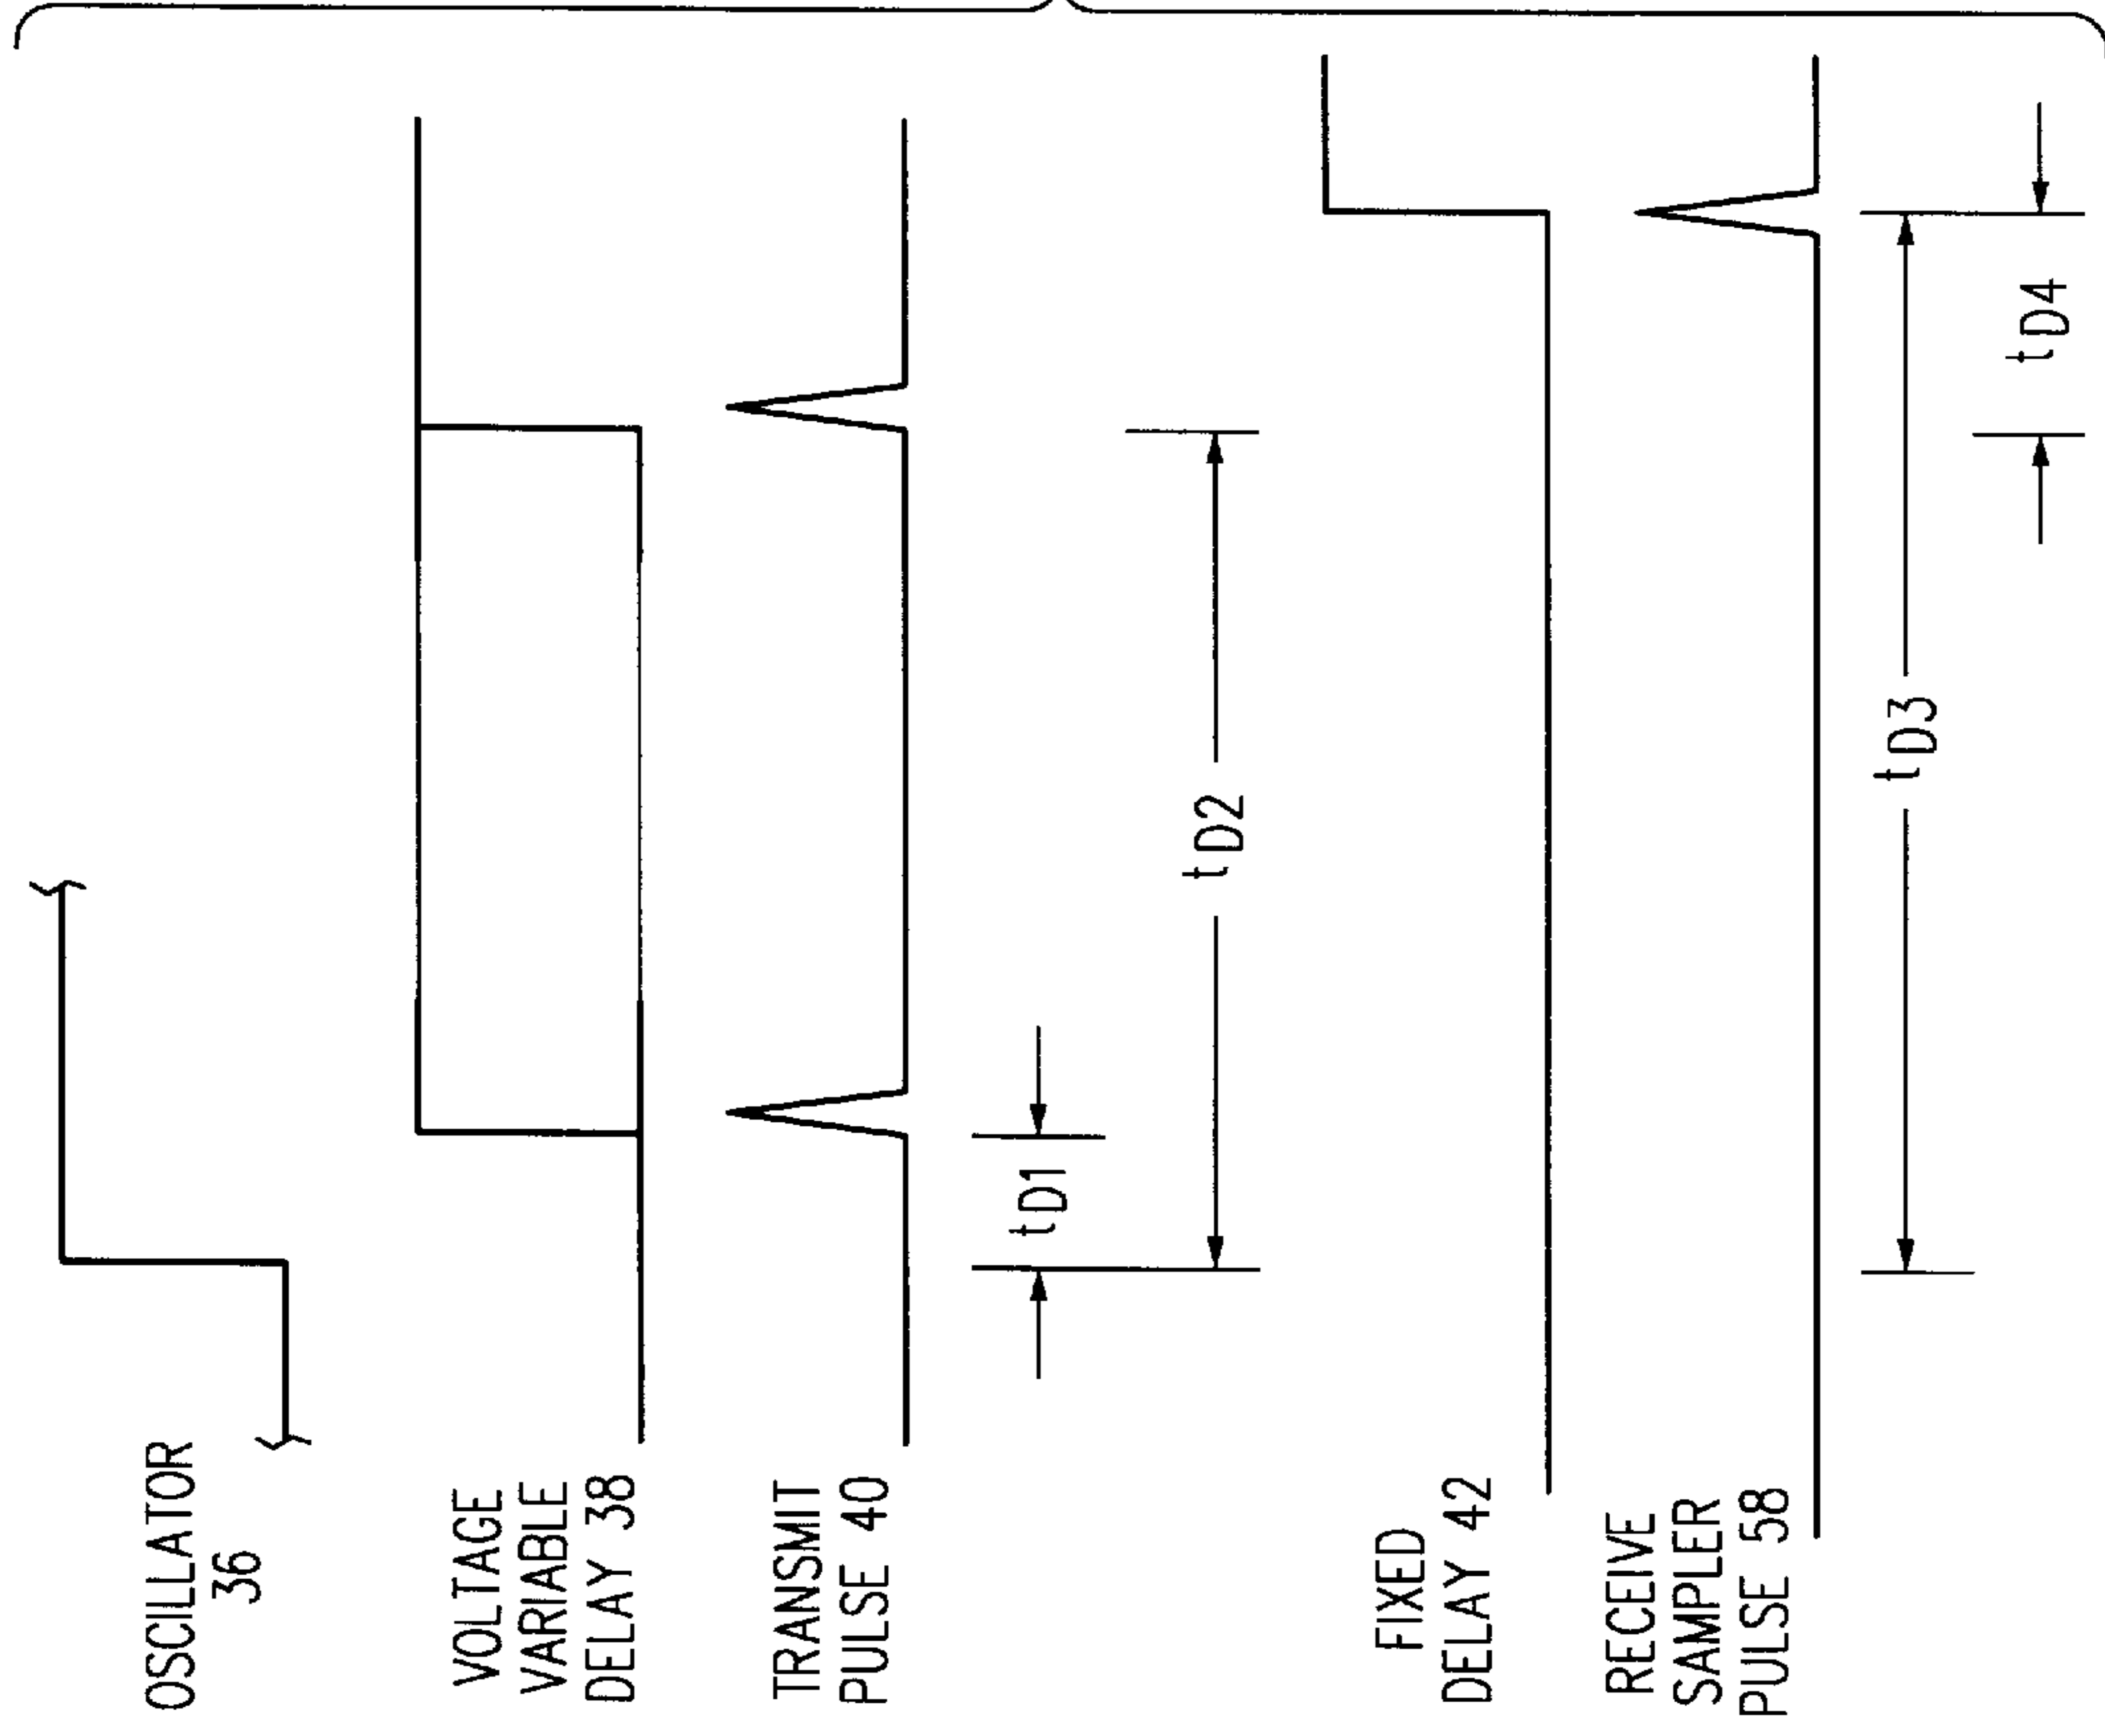 OSCILLATOR
36
VOLTAGE
VARIABLE
DELAY 38
TRANSMIT
PULSE 40
tD1
tD2
FIXED
DELAY 42
RECEIVE
SAMPLER
PULSE 58
tD3
tD4